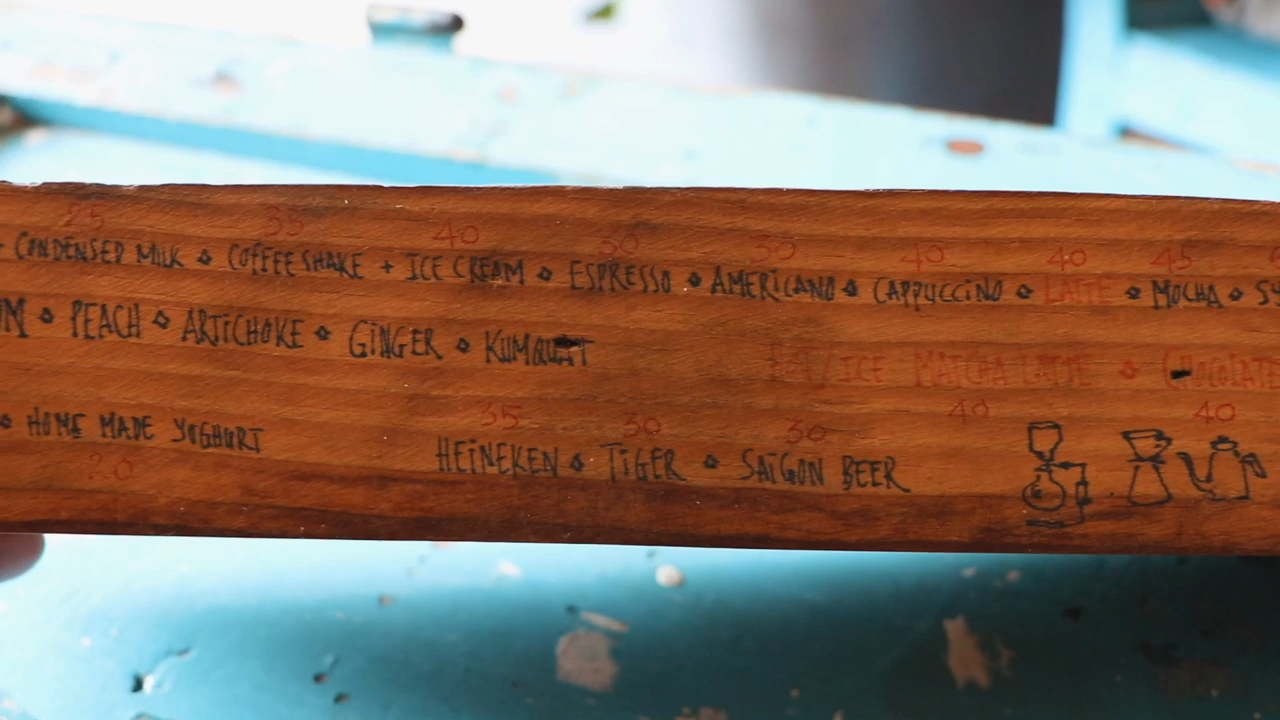 25 35 40 30 30 40 40 45
CONDENSED MILK COFFEE SHAKE + ICE CREAM ESPRESSO AMERICANO CAPPUCCINO LATTE MOCHA
PEACH ARTICHOKE GINGER KUMQUAT
ICE MATCHA LATTE CHOCOLATE
35 30 30 40 40
HOME MADE YOGHURT HEINEKEN TIGER SAIGON BEER
20